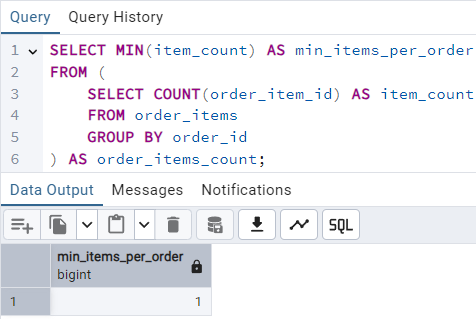 Query Query History
1 SELECT MIN(item_count) AS min_items_per_order
2 FROM (
3 SELECT COUNT(order_item_id) AS item_count
4 FROM order_items
5 GROUP BY order_id
6 ) AS order_items_count;
Data Output Messages Notifications
SQL
min_items_per_order
bigint
1 1